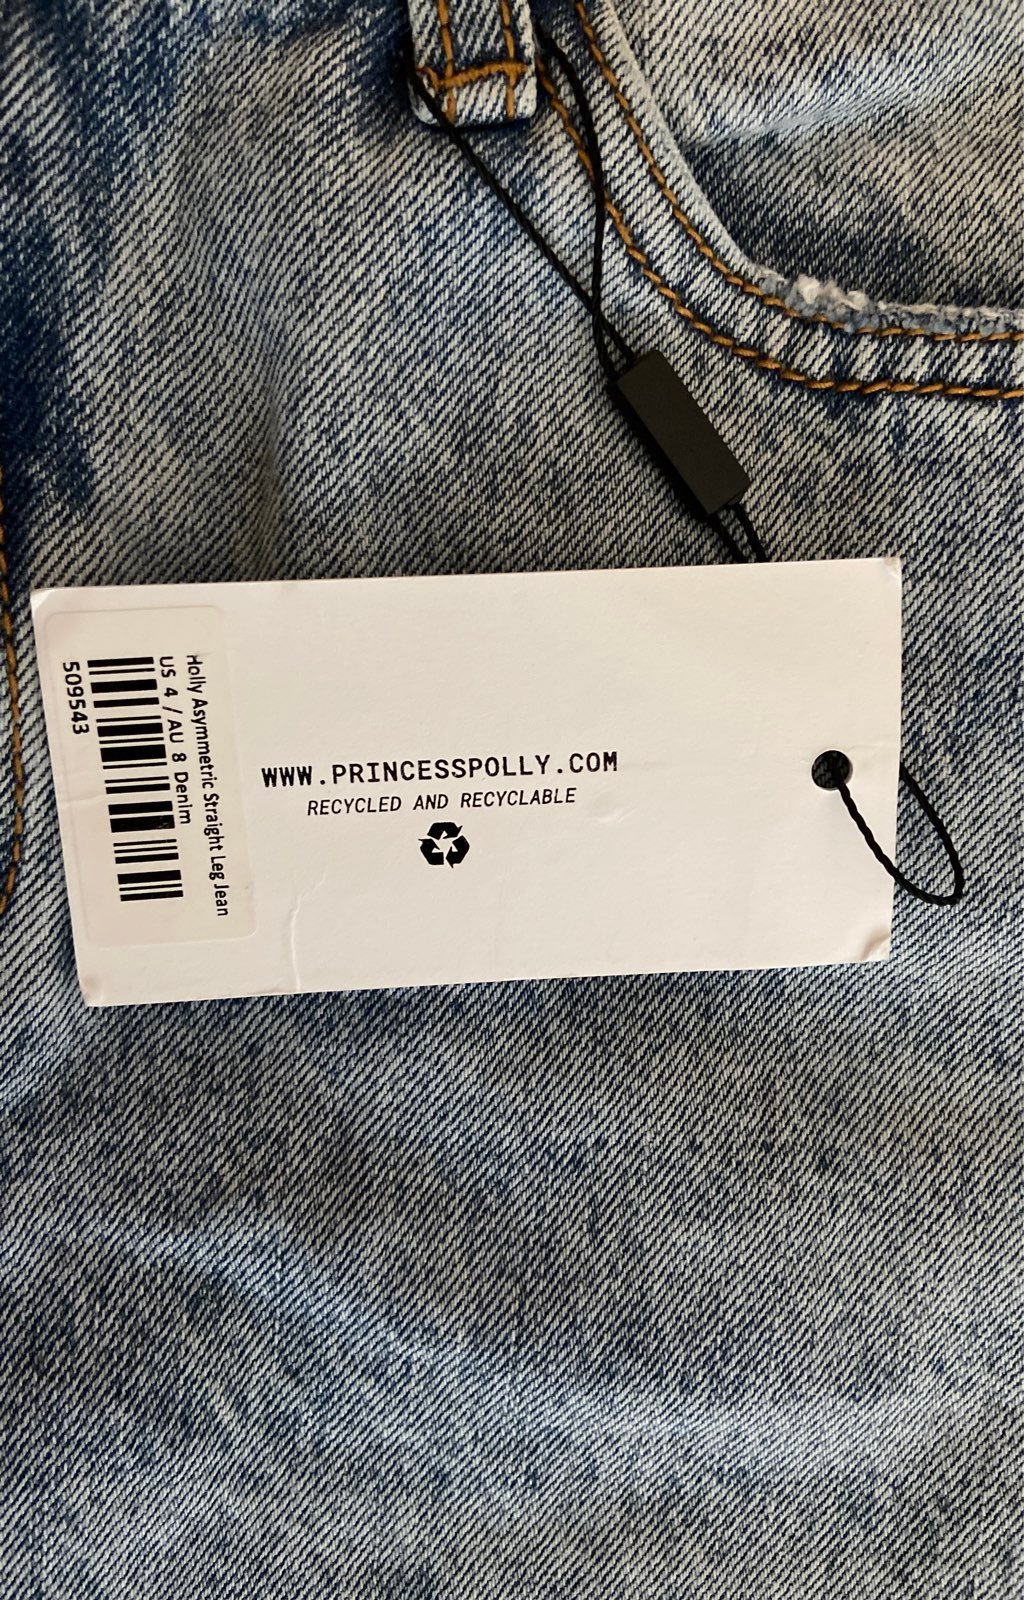 Holly Asymmetric Straight Leg Jean
US 4 / AU 8 Denim
509543
WWW.PRINCESSPOLLY.COM
RECYCLED AND RECYCLABLE